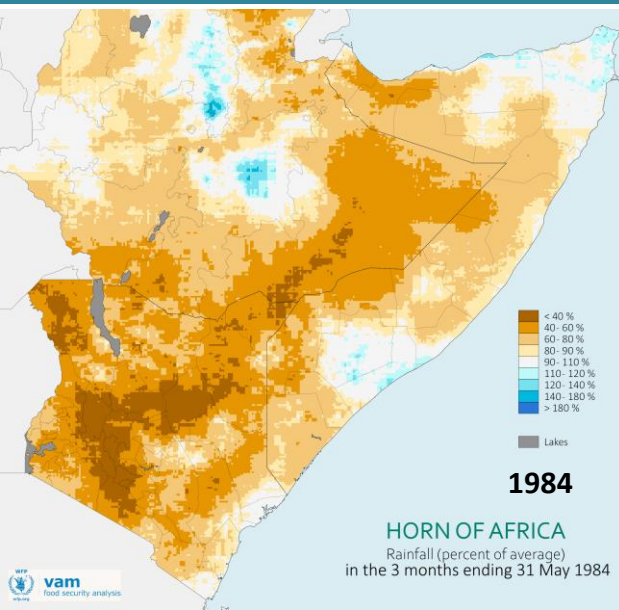 < 40 %
40- 60 %
60- 80 %
80- 90 %
90- 110 %
110- 120 %
120- 140 %
140 - 180 %
> 180 %
Lakes
1984
HORN OF AFRICA
Rainfall (percent of average)
in the 3 months ending 31 May 1984
WFP
wfp.org
vam
food security analysis